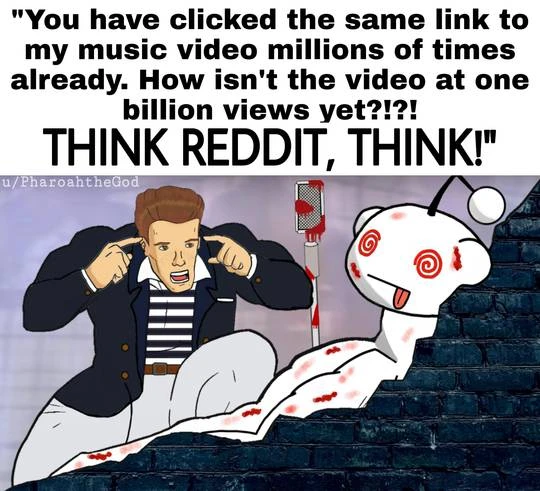 "You have clicked the same link to
my music video millions of times
already. How isn't the video at one
billion views yet?!?!
THINK REDDIT, THINK!"
u/PharoahtheGod